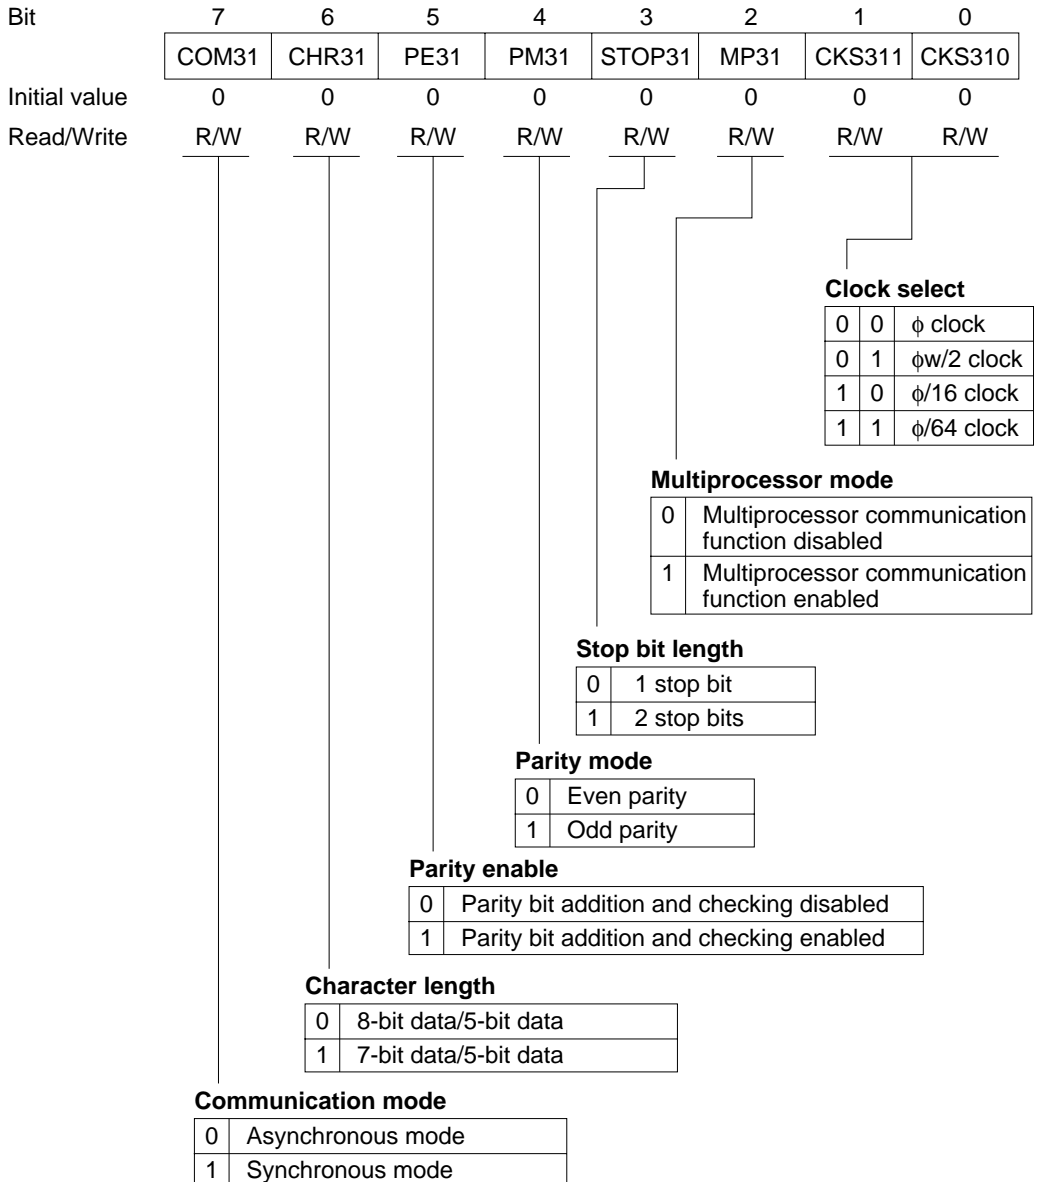 Bit 7 6 5 4 3 2 1 0
COM31 CHR31 PE31 PM31 STOP31 MP31 CKS311 CKS310
Initial value 0 0 0 0 0 0 0 0
Read/Write R/W R/W R/W R/W R/W R/W R/W R/W
Clock select
0 0 ϕ clock
0 1 ϕw/2 clock
1 0 ϕ/16 clock
1 1 ϕ/64 clock
Multiprocessor mode
0 Multiprocessor communication
function disabled
1 Multiprocessor communication
function enabled
Stop bit length
0 1 stop bit
1 2 stop bits
Parity mode
0 Even parity
1 Odd parity
Parity enable
0 Parity bit addition and checking disabled
1 Parity bit addition and checking enabled
Character length
0 8-bit data/5-bit data
1 7-bit data/5-bit data
Communication mode
0 Asynchronous mode
1 Synchronous mode